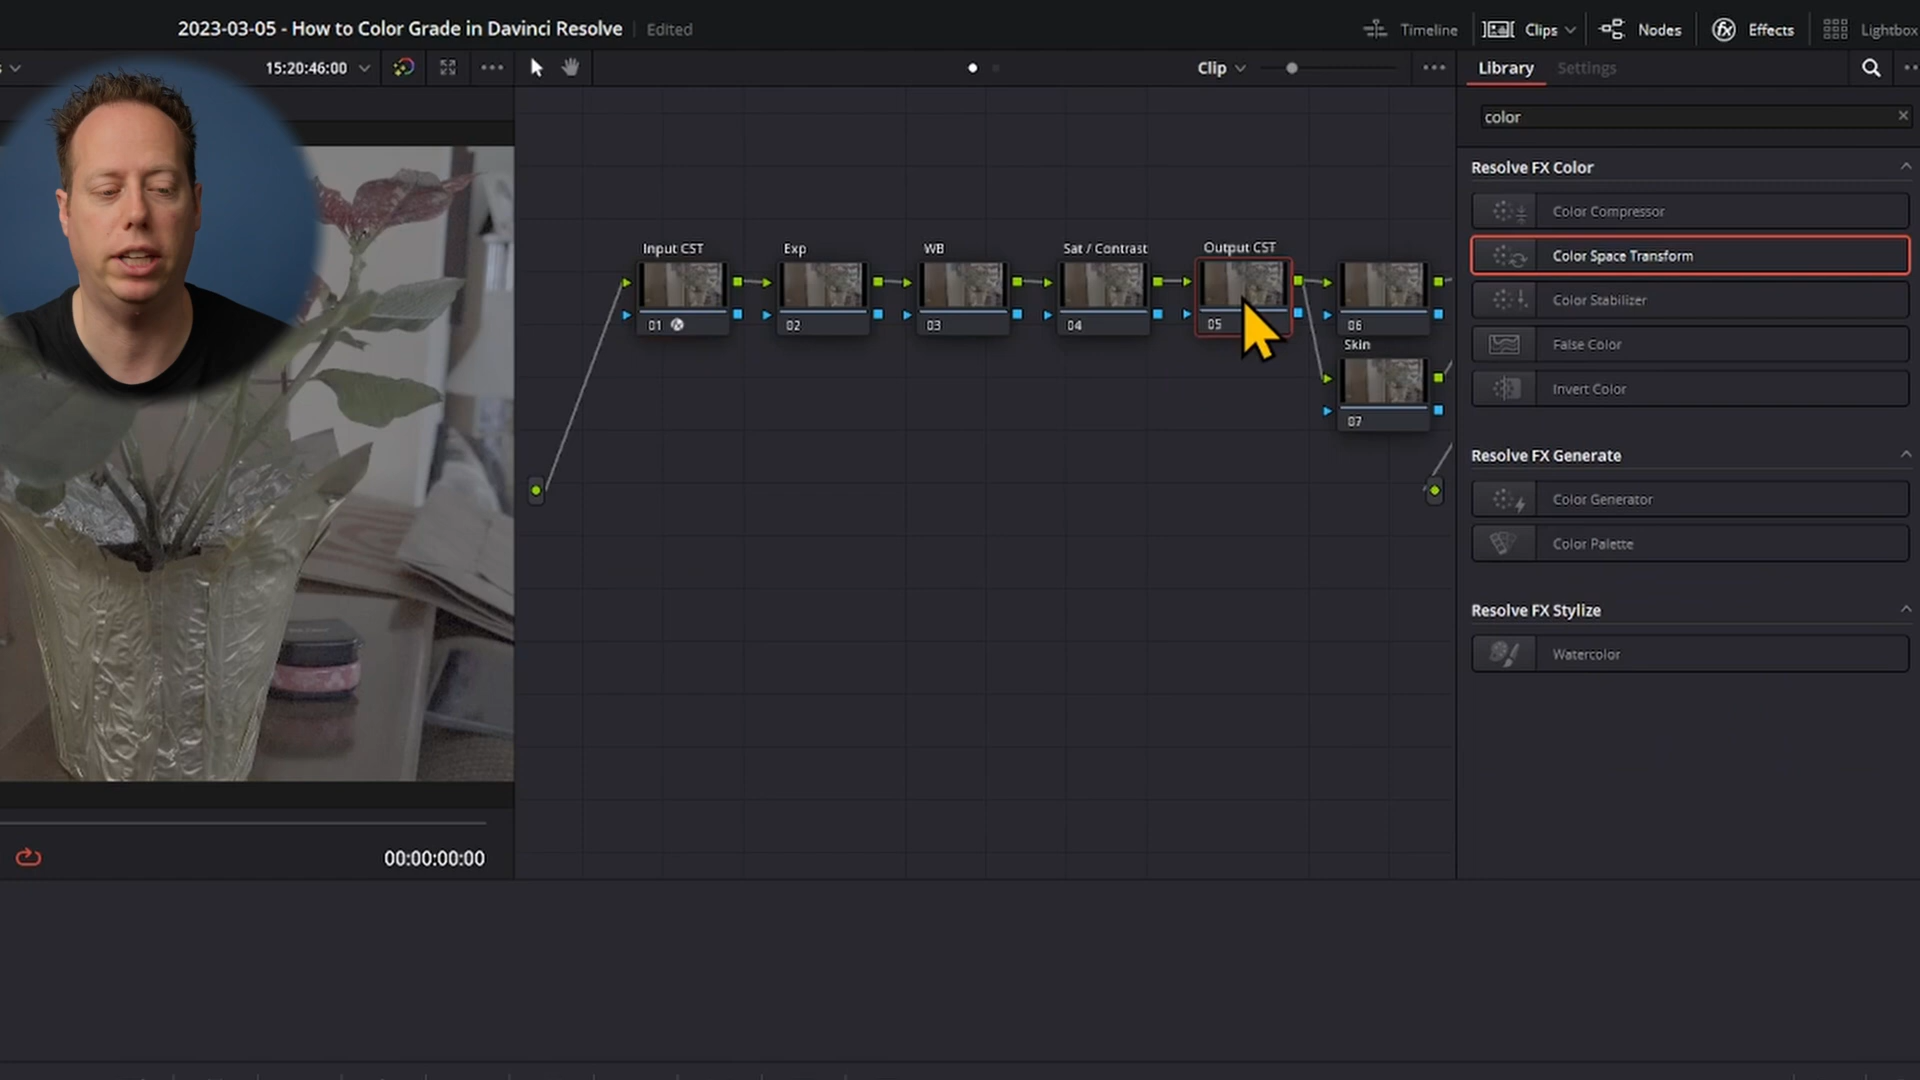 2023-03-05 - How to Color Grade in Davinci Resolve
Edited
Timeline
Clips
Nodes
Effects
Lightbox
15:20:46:00
Clip
Library
Settings
color
Resolve FX Color
Color Compressor
Color Space Transform
Color Stabilizer
False Color
Invert Color
Resolve FX Generate
Color Generator
Color Palette
Resolve FX Stylize
Watercolor
Input CST
Exp
WB
Sat / Contrast
Output CST
01
02
03
04
05
06
Skin
07
00:00:00:00